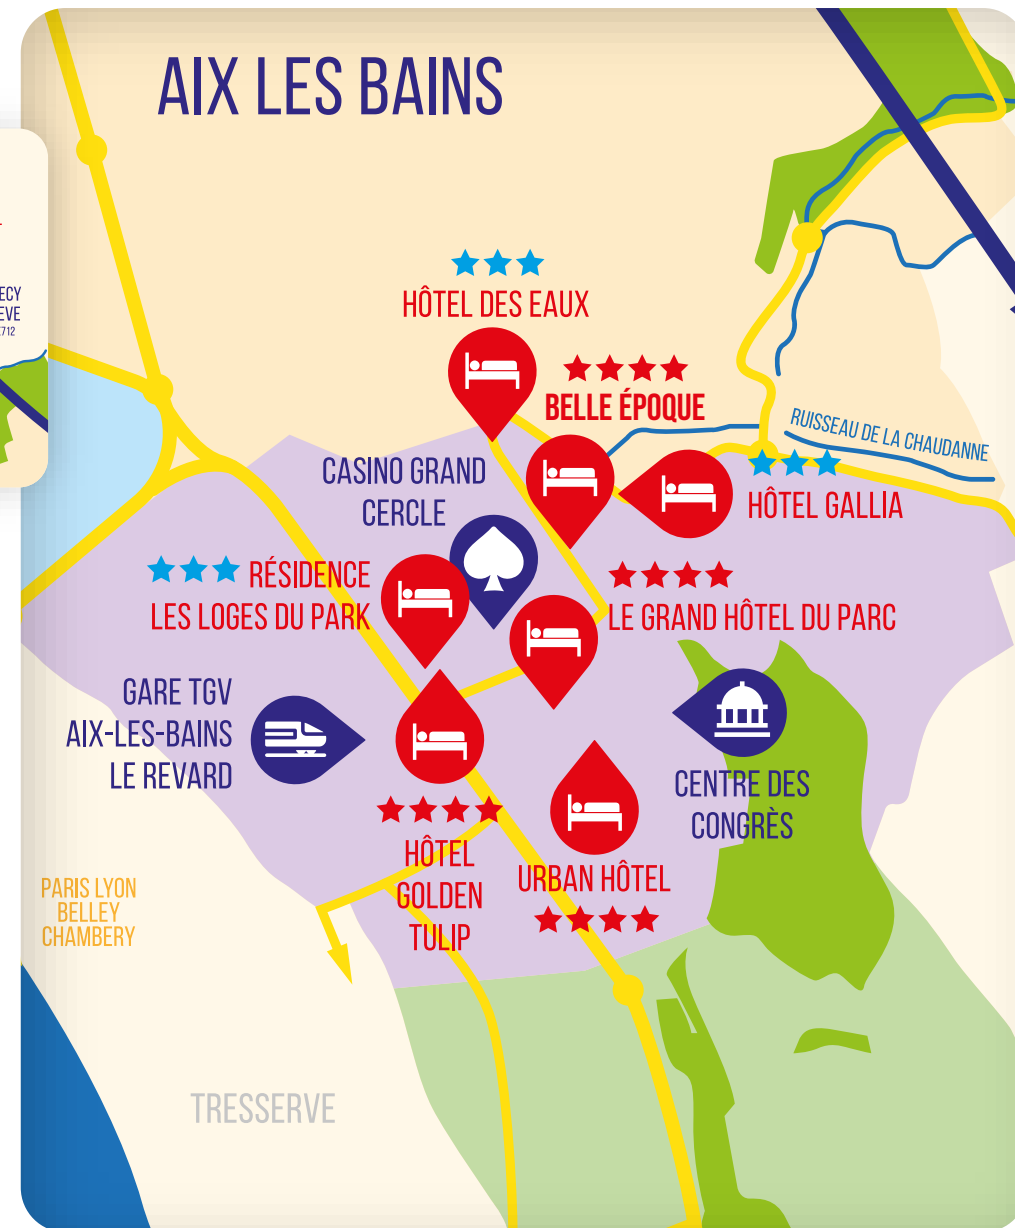 AIX LES BAINS
HÔTEL DES EAUX
BELLE ÉPOQUE
RUISSEAU DE LA CHAUDANNE
CASINO GRAND
CERCLE
HÔTEL GALLIA
RÉSIDENCE
LES LOGES DU PARK
LE GRAND HÔTEL DU PARC
GARE TGV
AIX-LES-BAINS
LE REVARD
CENTRE DES
CONGRÈS
HÔTEL
GOLDEN
TULIP
URBAN HÔTEL
PARIS LYON
BELLEY
CHAMBERY
TRESSERVE